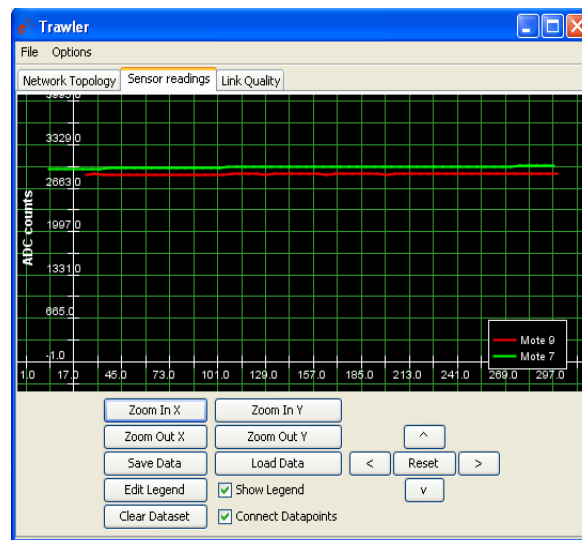 Trawler
File Options
Network Topology Sensor readings Link Quality
3995.0
3329.0
2663.0
1997.0
1331.0
665.0
-1.0
ADC counts
Mote 9
Mote 7
1.0 17.0 45.0 73.0 101.0 129.0 157.0 185.0 213.0 241.0 269.0 297.0
Zoom In X Zoom In Y
Zoom Out X Zoom Out Y ^
Save Data Load Data < Reset >
Edit Legend Show Legend v
Clear Dataset Connect Datapoints